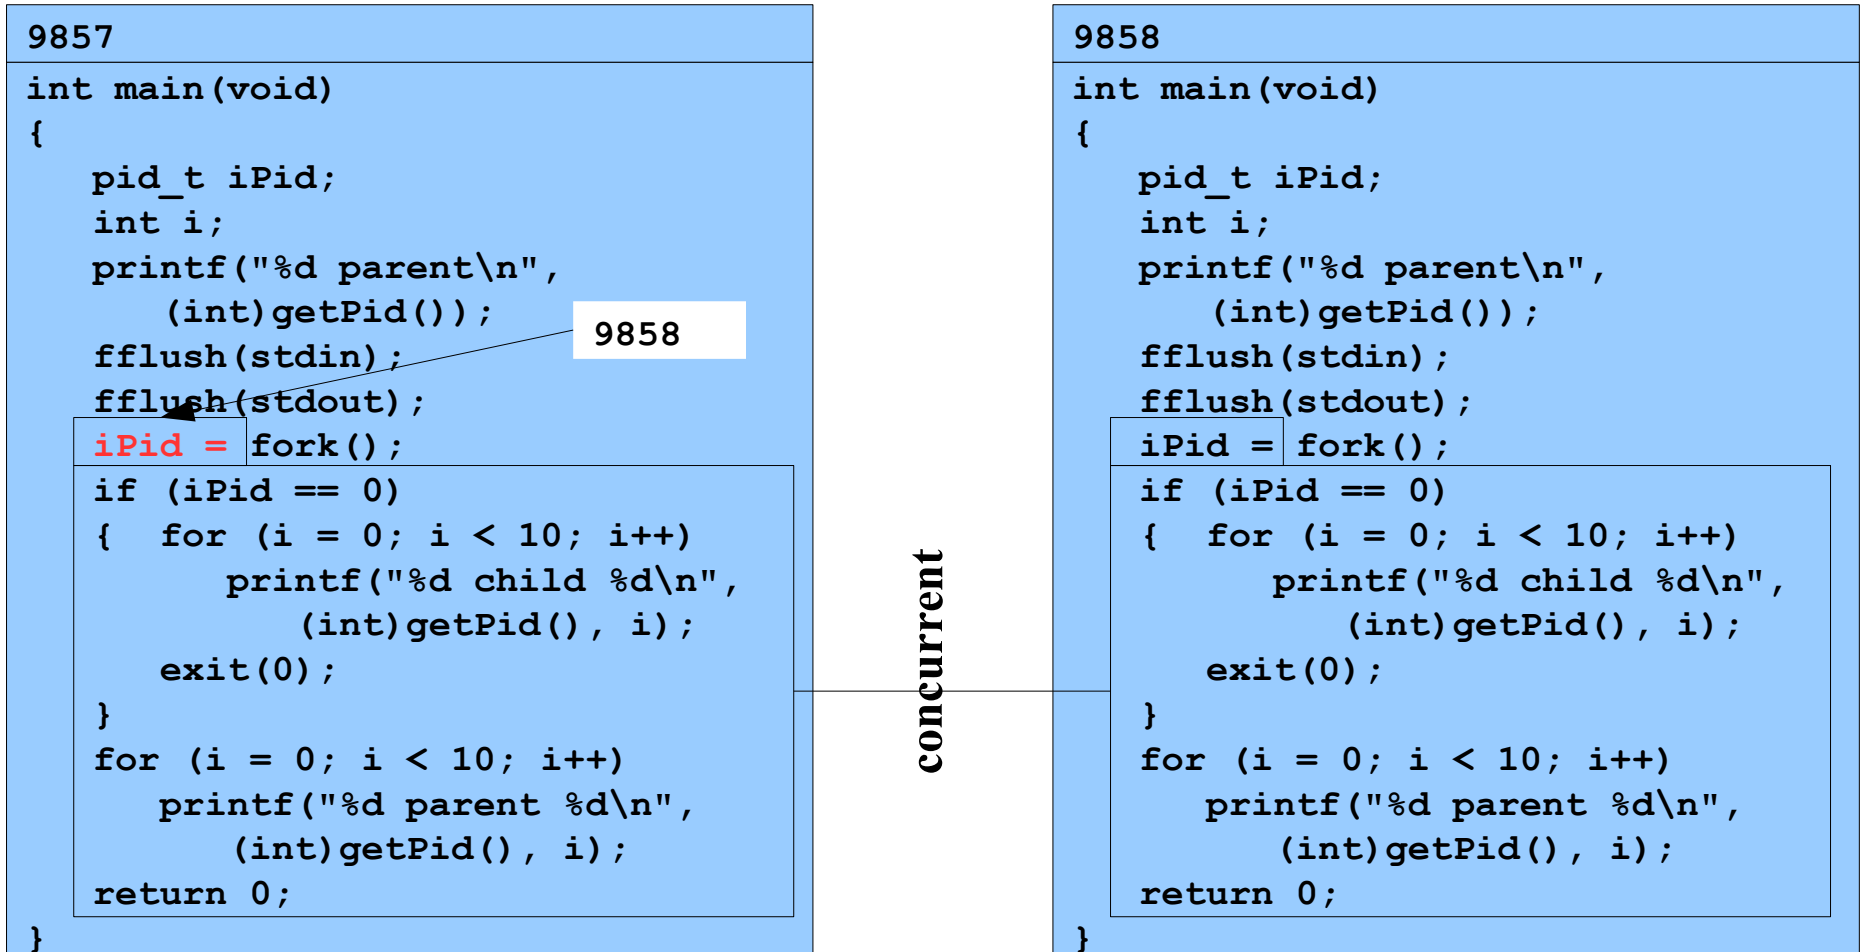 9857
int main(void)
{
pid_t iPid;
int i;
printf("%d parent\n",
(int)getPid());
fflush(stdin);
fflush(stdout);
iPid = fork();
if (iPid == 0)
{ for (i = 0; i < 10; i++)
printf("%d child %d\n",
(int)getPid(), i);
exit(0);
}
for (i = 0; i < 10; i++)
printf("%d parent %d\n",
(int)getPid(), i);
return 0;
}
9858
concurrent
9858
int main(void)
{
pid_t iPid;
int i;
printf("%d parent\n",
(int)getPid());
fflush(stdin);
fflush(stdout);
iPid = fork();
if (iPid == 0)
{ for (i = 0; i < 10; i++)
printf("%d child %d\n",
(int)getPid(), i);
exit(0);
}
for (i = 0; i < 10; i++)
printf("%d parent %d\n",
(int)getPid(), i);
return 0;
}